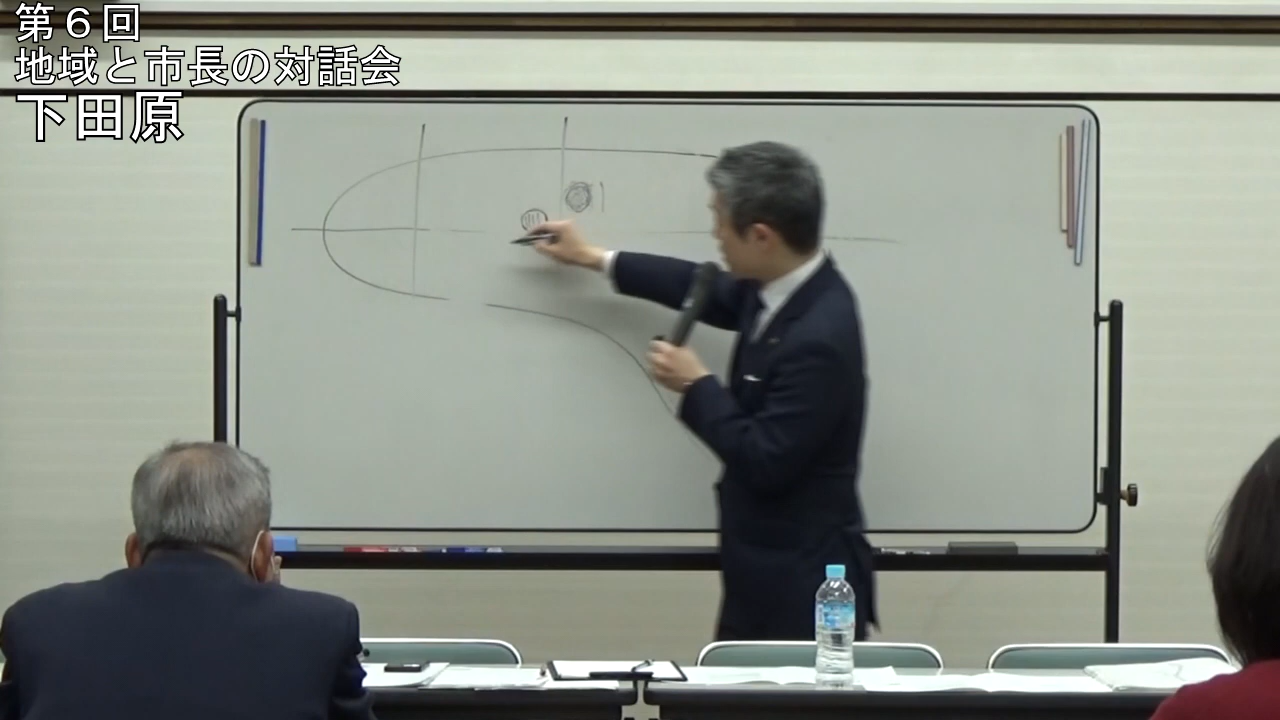 第６回
地域と市長の対話会
下田原